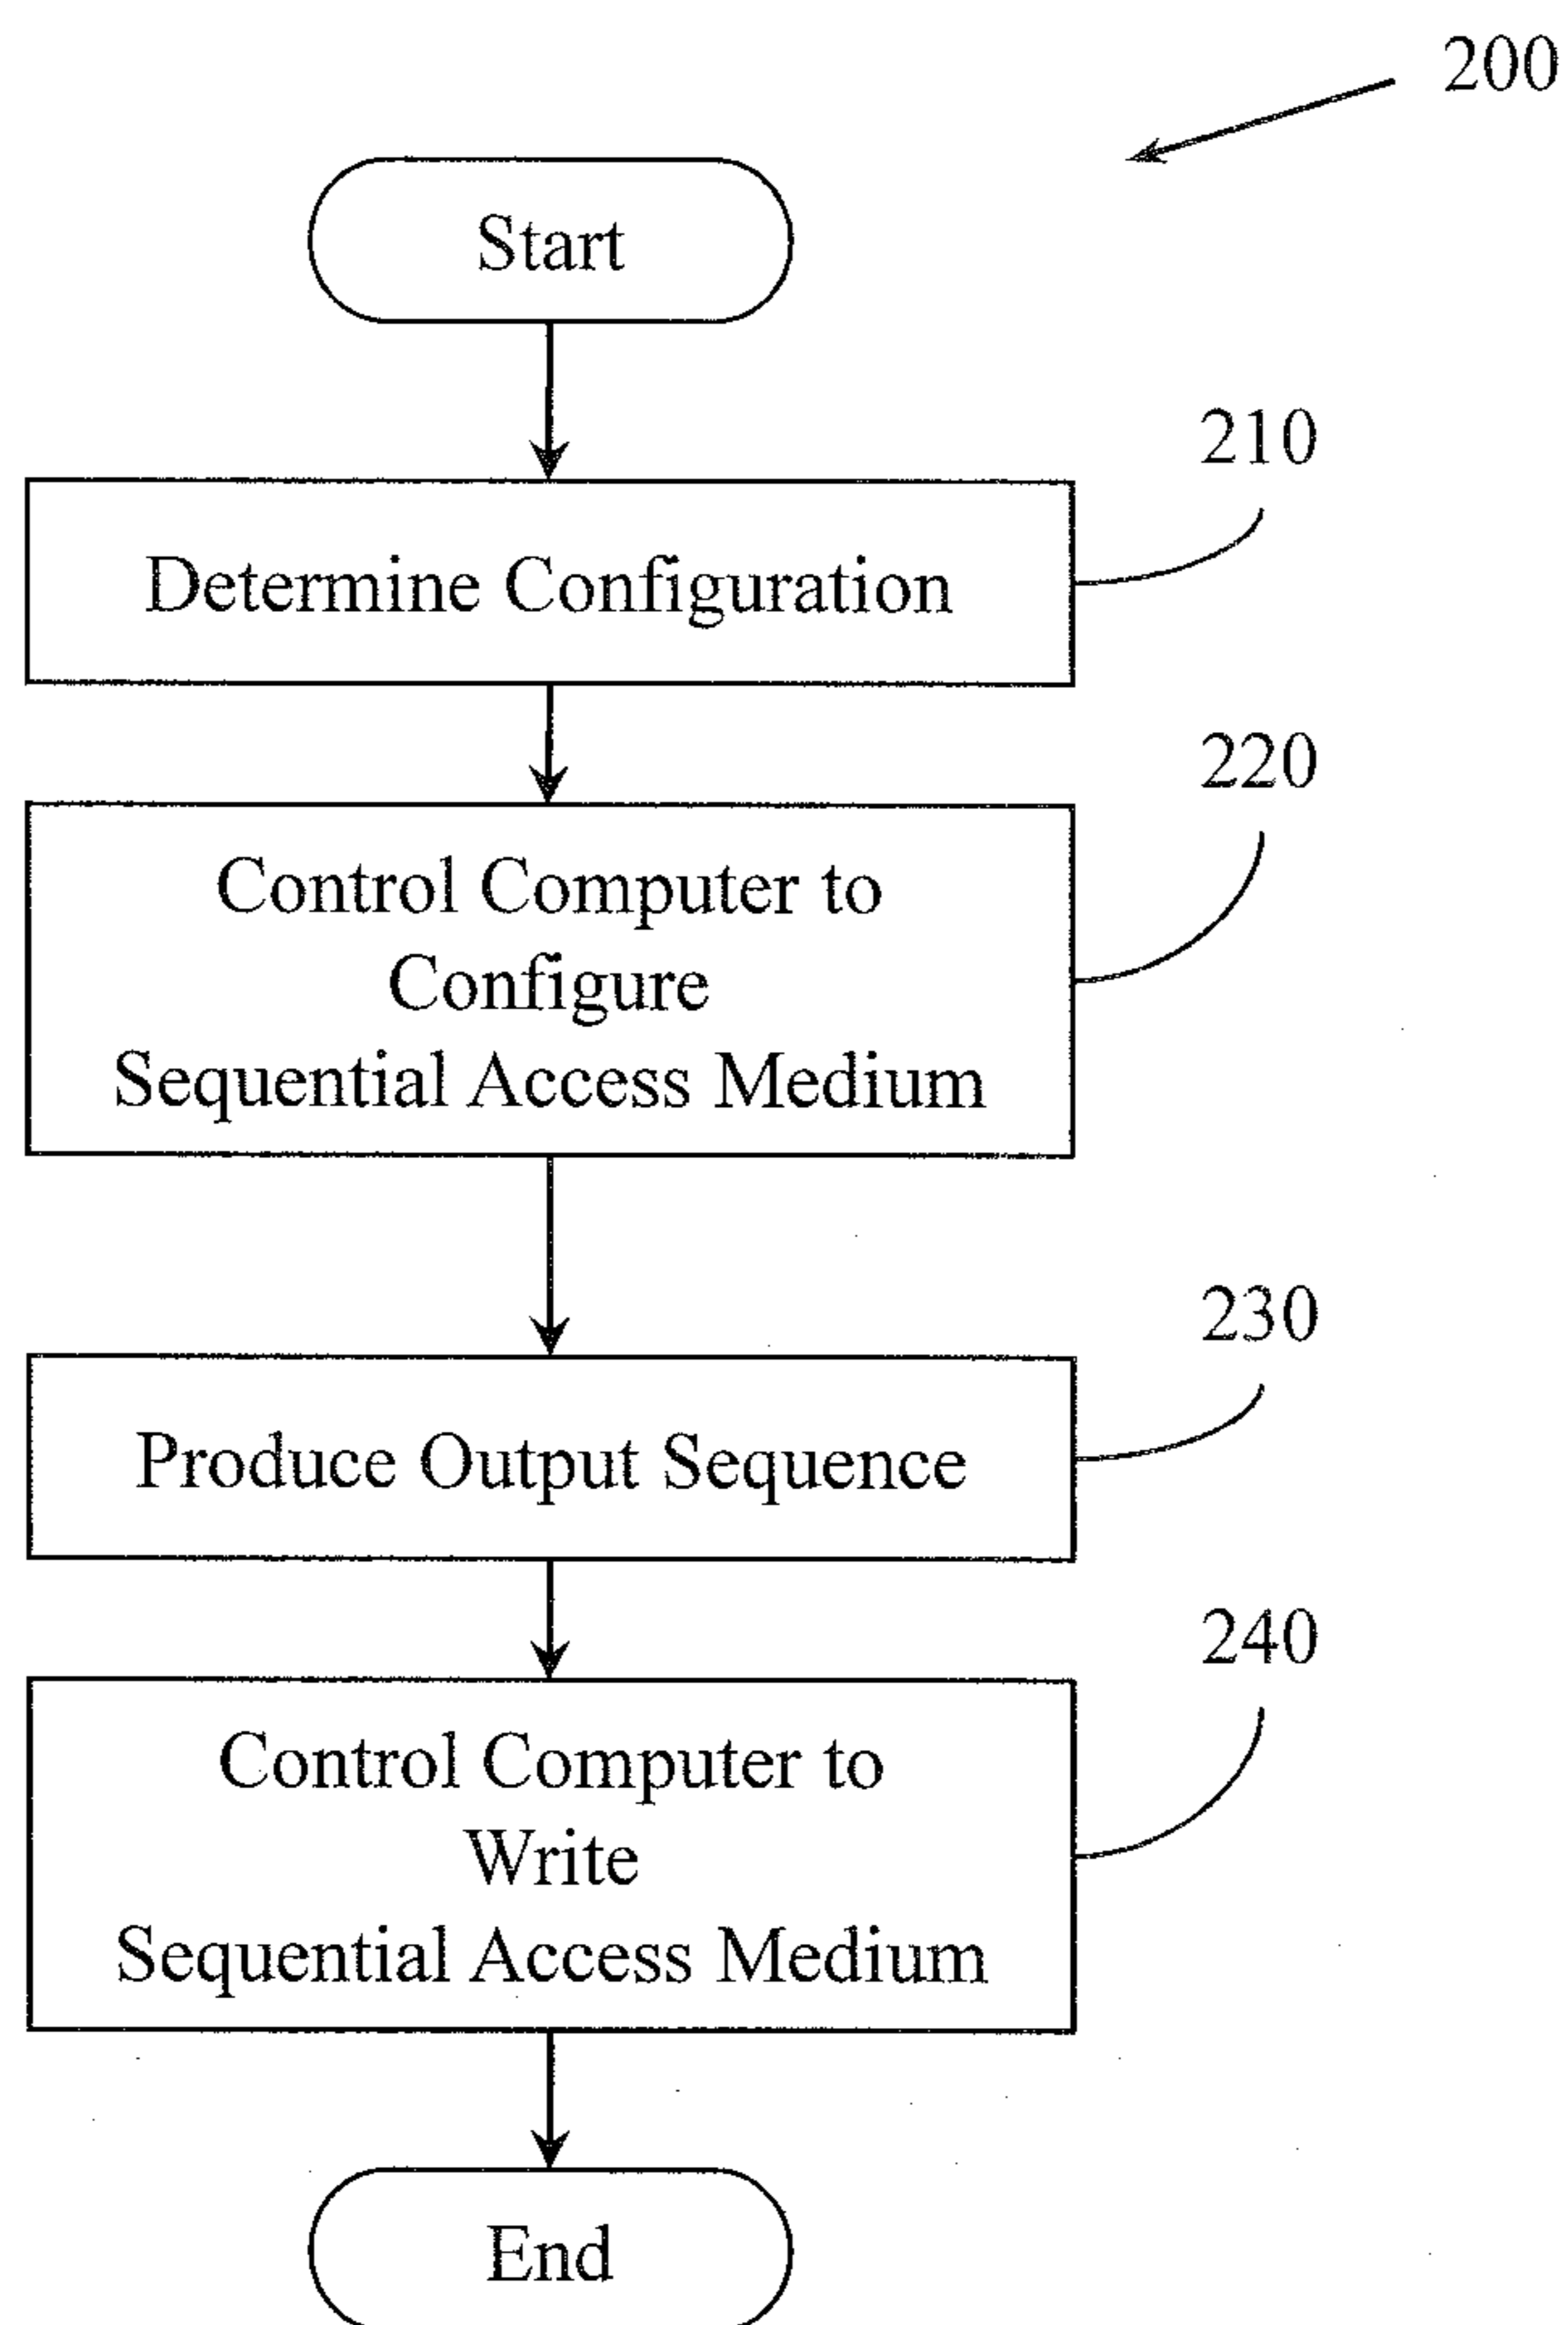 200
Start
210
Determine Configuration
220
Control Computer to
Configure
Sequential Access Medium
230
Produce Output Sequence
240
Control Computer to
Write
Sequential Access Medium
End